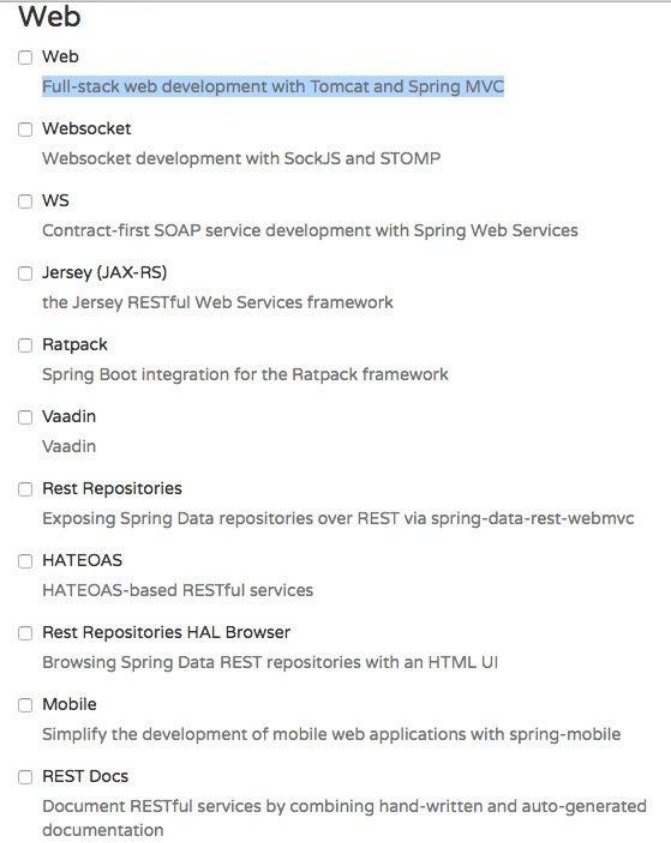 Web
Web
Full-stack web development with Tomcat and Spring MVC
Websocket
Websocket development with SockJS and STOMP
WS
Contract-first SOAP service development with Spring Web Services
Jersey (JAX-RS)
the Jersey RESTful Web Services framework
Ratpack
Spring Boot integration for the Ratpack framework
Vaadin
Vaadin
Rest Repositories
Exposing Spring Data repositories over REST via spring-data-rest-webmvc
HATEOAS
HATEOAS-based RESTful services
Rest Repositories HAL Browser
Browsing Spring Data REST repositories with an HTML UI
Mobile
Simplify the development of mobile web applications with spring-mobile
REST Docs
Document RESTful services by combining hand-written and auto-generated
documentation